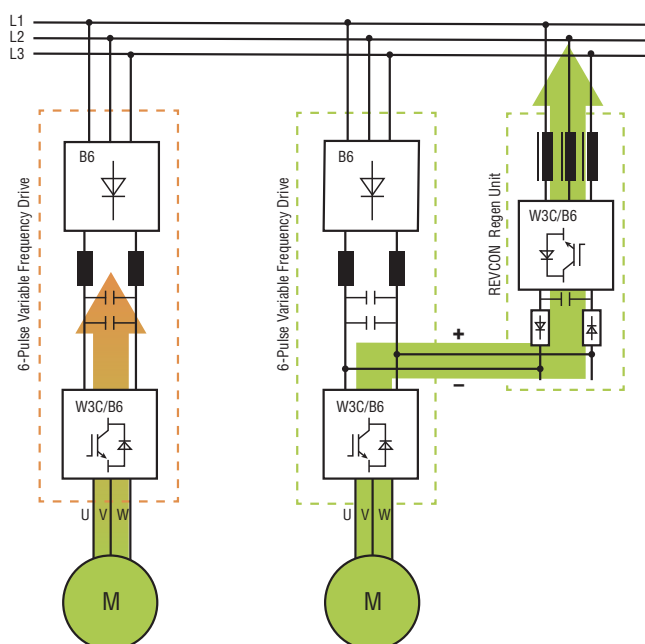 L1
L2
L3
6-Pulse Variable Frequency Drive
B6
W3C/B6
U V W
M
6-Pulse Variable Frequency Drive
B6
+
−
W3C/B6
U V W
M
REVCON Regen Unit
W3C/B6